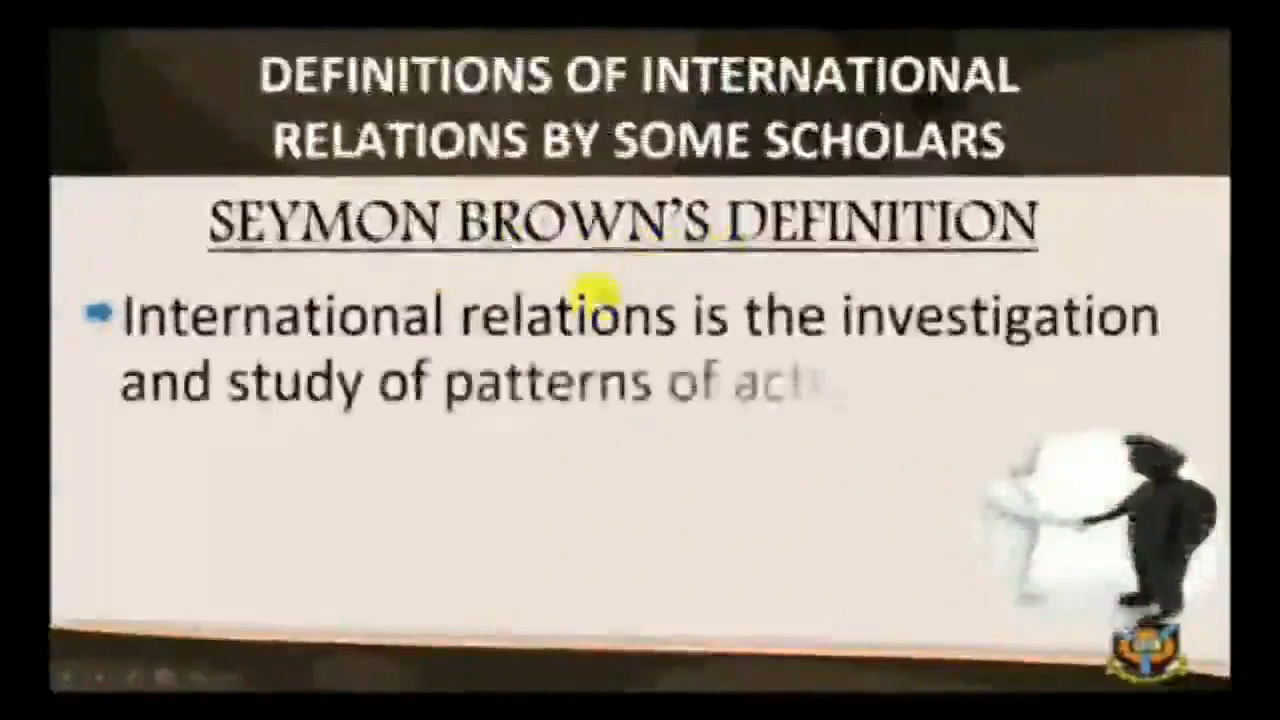 DEFINITIONS OF INTERNATIONAL
RELATIONS BY SOME SCHOLARS
SEYMON BROWN'S DEFINITION
International relations is the investigation
and study of patterns of